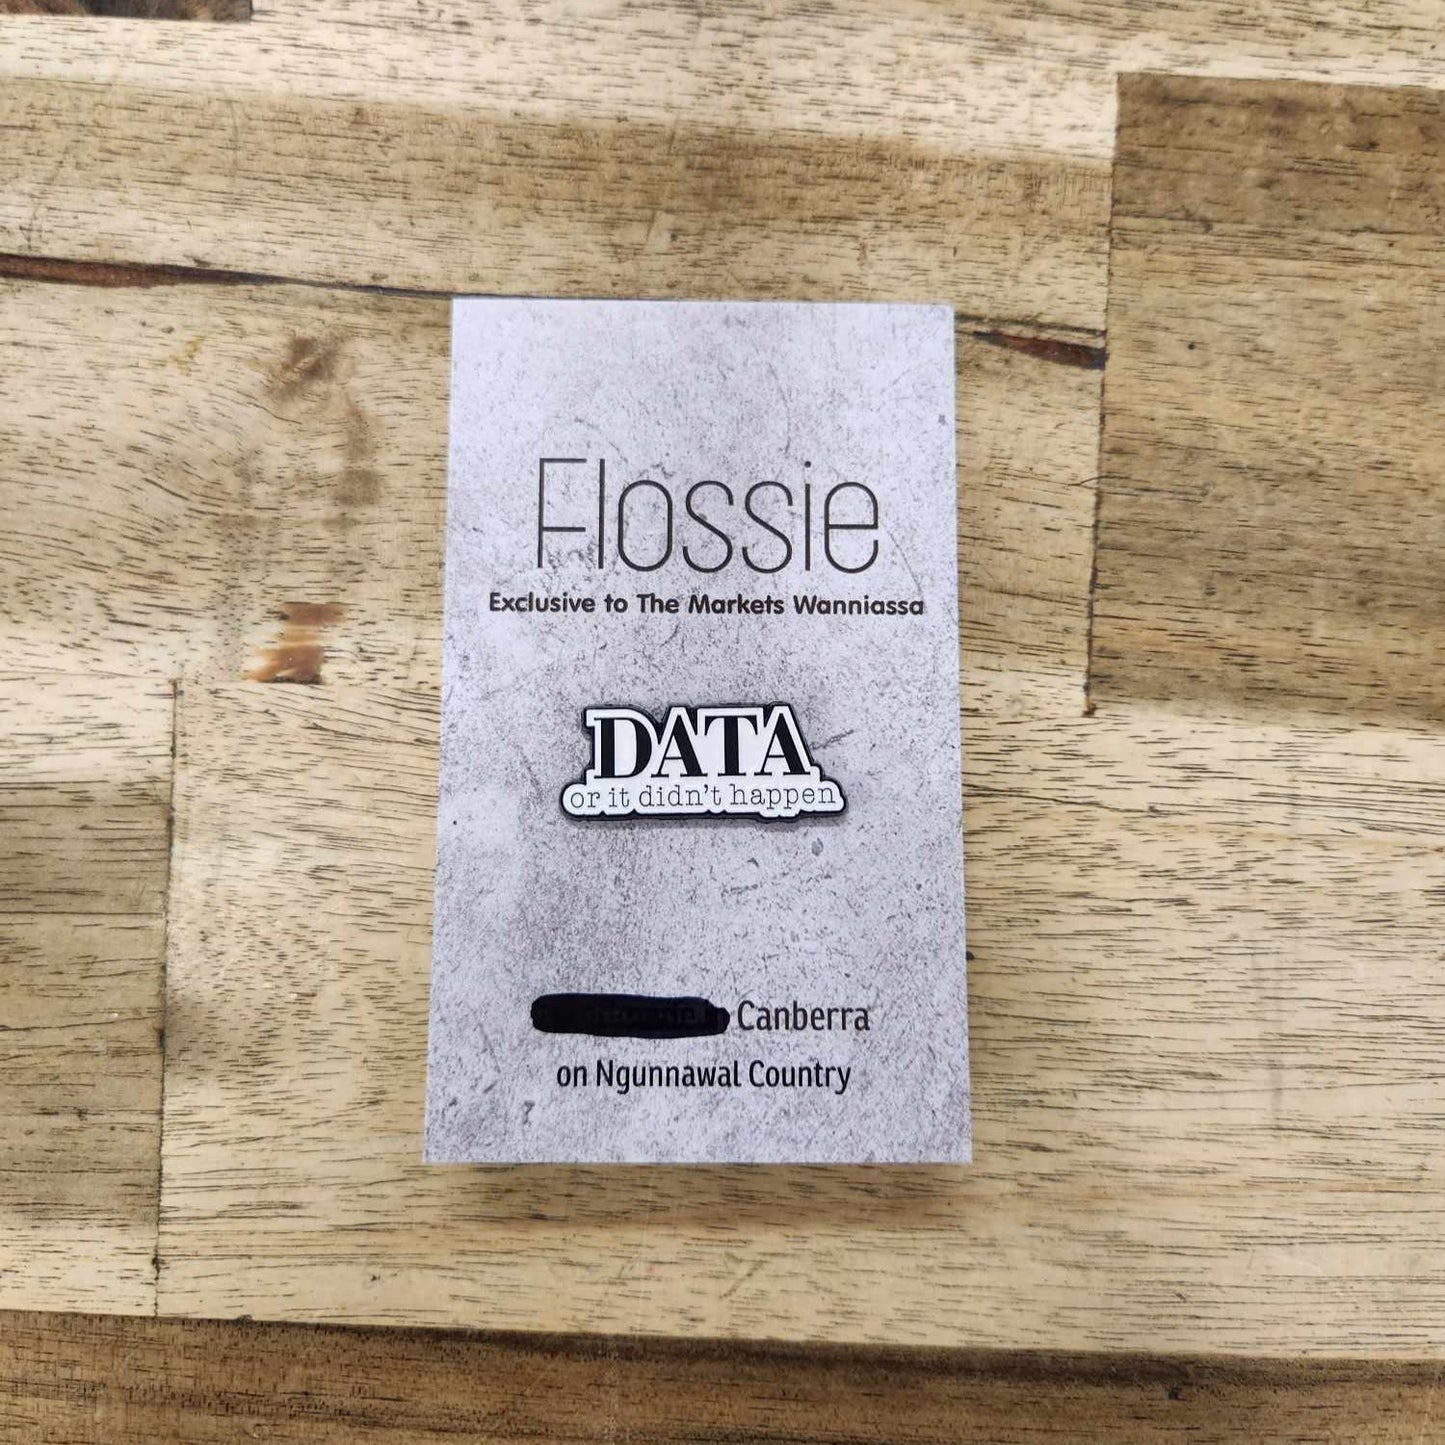 Flossie
Exclusive to The Markets Wanniassa
DATA
or it didn't happen
Canberra
on Ngunnawal Country